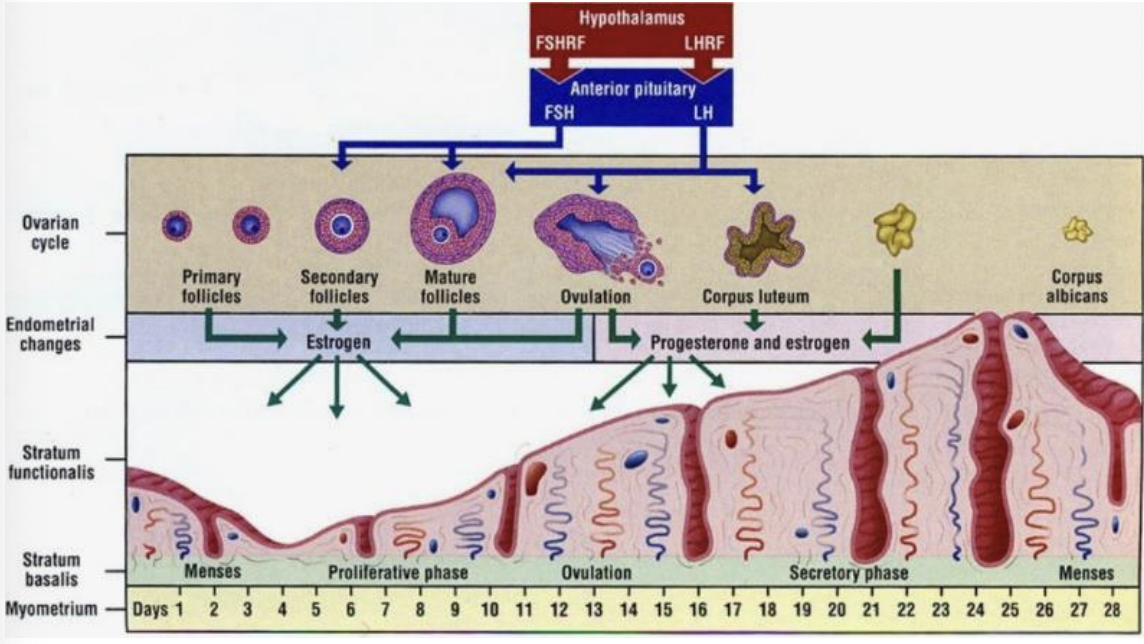 Hypothalamus
FSHRF LHRF
Anterior pituitary
FSH LH
Ovarian
cycle
Primary
follicles
Secondary
follicles
Mature
follicles
Ovulation
Corpus luteum
Corpus
albicans
Endometrial
changes
Estrogen
Progesterone and estrogen
Stratum
functionalis
Stratum
basalis
Menses Proliferative phase Ovulation Secretory phase Menses
Myometrium
Days 1 2 3 4 5 6 7 8 9 10 11 12 13 14 15 16 17 18 19 20 21 22 23 24 25 26 27 28